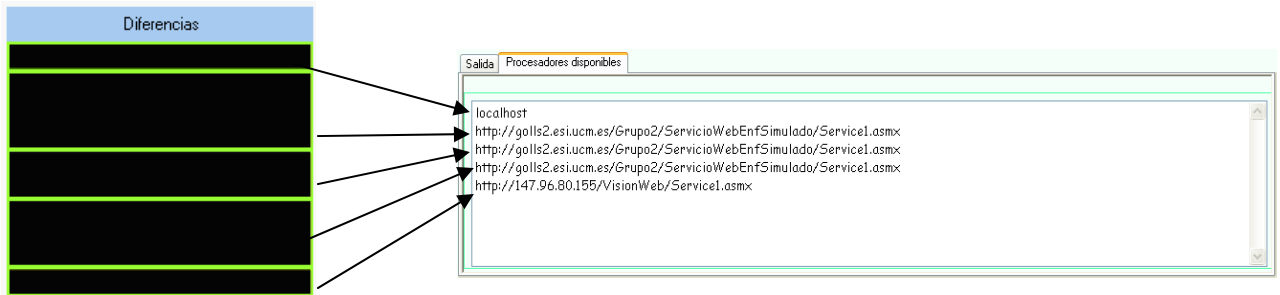 Diferencias
Salida
Procesadores disponibles
localhost
http://golls2.esi.ucm.es/Grupo2/ServicioWebEnfSimulado/Service1.asmx
http://golls2.esi.ucm.es/Grupo2/ServicioWebEnfSimulado/Service1.asmx
http://golls2.esi.ucm.es/Grupo2/ServicioWebEnfSimulado/Service1.asmx
http://147.96.80.155/VisionWeb/Service1.asmx